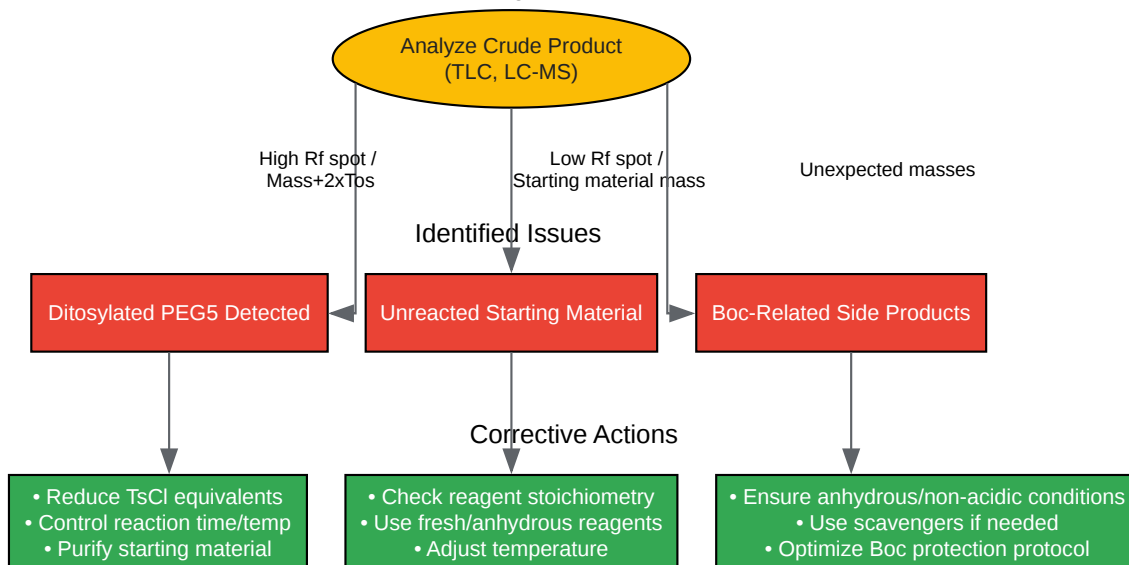 Analyze Crude Product
(TLC, LC-MS)
High Rf spot /
Mass+2xTos
Low Rf spot /
Starting material mass
Unexpected masses
Identified Issues
Ditosylated PEG5 Detected
Unreacted Starting Material
Boc-Related Side Products
Corrective Actions
• Reduce TsCl equivalents
• Control reaction time/temp
• Purify starting material
• Check reagent stoichiometry
• Use fresh/anhydrous reagents
• Adjust temperature
• Ensure anhydrous/non-acidic conditions
• Use scavengers if needed
• Optimize Boc protection protocol